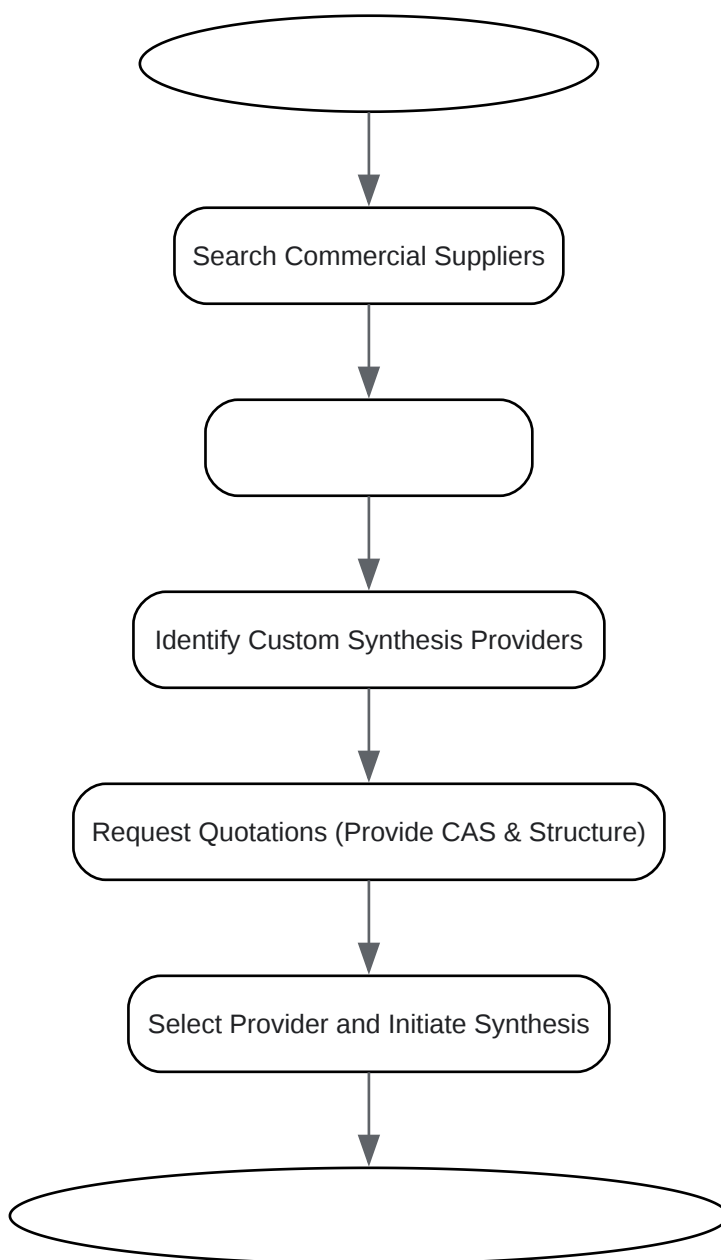 Search Commercial Suppliers
Identify Custom Synthesis Providers
Request Quotations (Provide CAS & Structure)
Select Provider and Initiate Synthesis